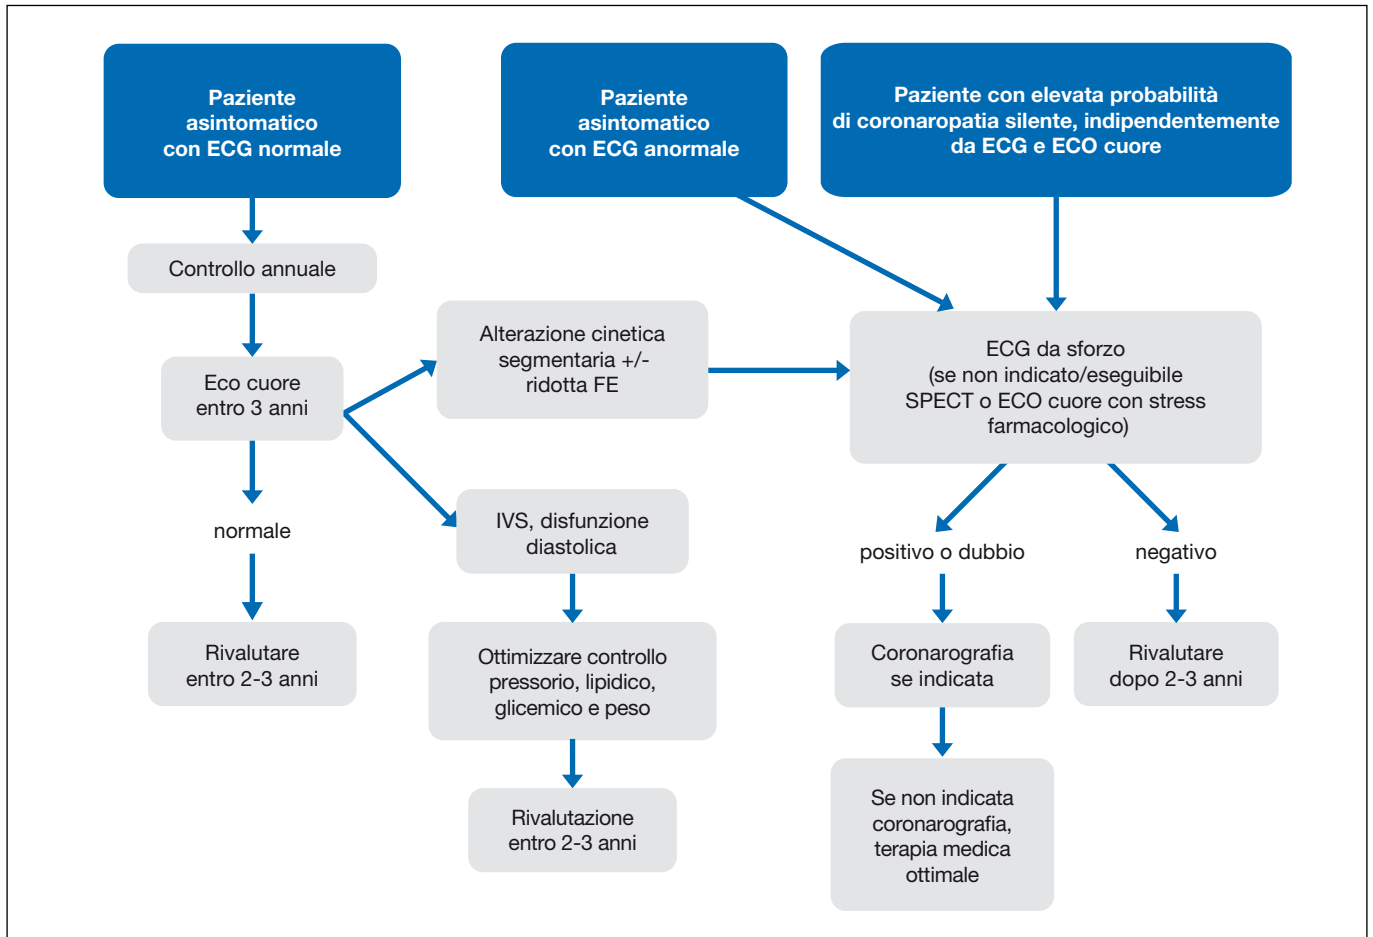 Paziente
asintomatico
con ECG normale
Paziente
asintomatico
con ECG anormale
Paziente con elevata probabilità
di coronaropatia silente, indipendentemente
da ECG e ECO cuore
Controllo annuale
Eco cuore
entro 3 anni
Alterazione cinetica
segmentaria +/-
ridotta FE
ECG da sforzo
(se non indicato/eseguibile
SPECT o ECO cuore con stress
farmacologico)
normale
IVS, disfunzione
diastolica
positivo o dubbio
negativo
Rivalutare
entro 2-3 anni
Ottimizzare controllo
pressorio, lipidico,
glicemico e peso
Coronarografia
se indicata
Rivalutare
dopo 2-3 anni
Rivalutazione
entro 2-3 anni
Se non indicata
coronarografia,
terapia medica
ottimale